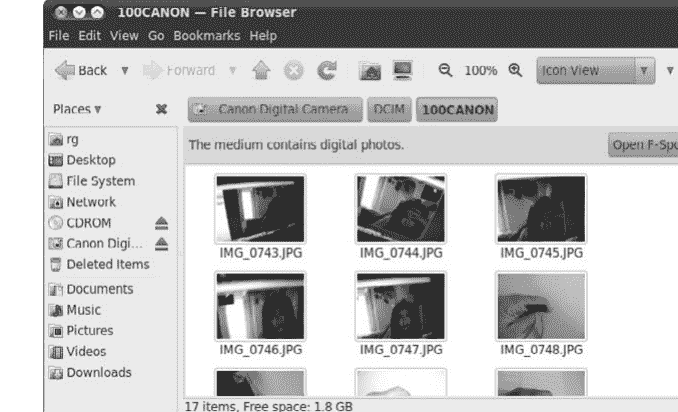 100CANON — File Browser
File Edit View Go Bookmarks Help
Back Forward 100% Icon View
Places Canon Digital Camera DCIM 100CANON
rg
Desktop
File System
Network
CDROM
Canon Digi...
Deleted Items
Documents
Music
Pictures
Videos
Downloads
The medium contains digital photos. Open F-Spo
IMG_0743.JPG IMG_0744.JPG IMG_0745.JPG
IMG_0746.JPG IMG_0747.JPG IMG_0748.JPG
17 items, Free space: 1.8 GB